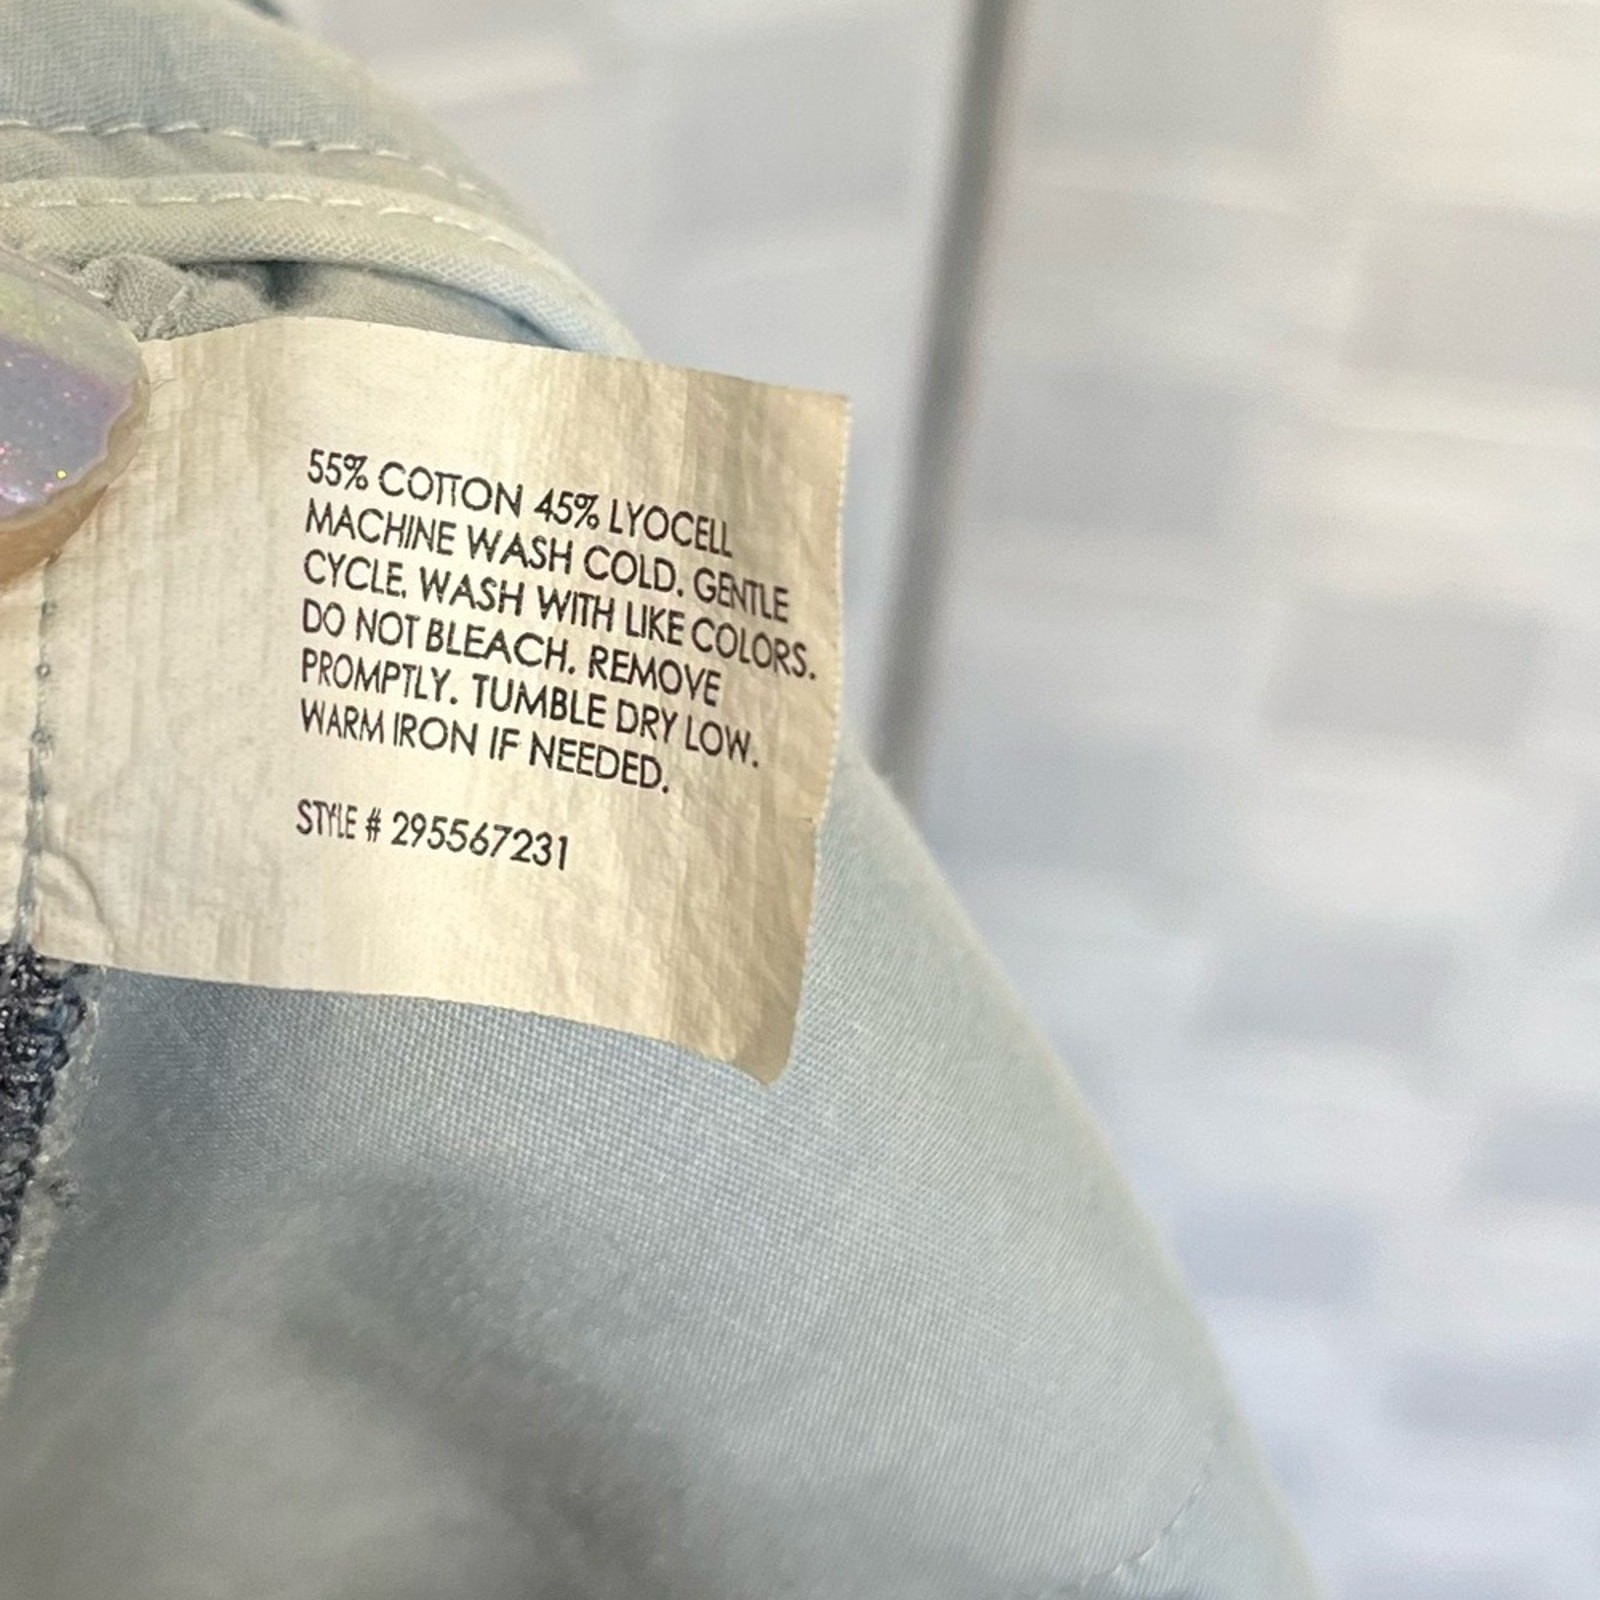 55% COTTON 45% LYOCELL
MACHINE WASH COLD. GENTLE
CYCLE. WASH WITH LIKE COLORS.
DO NOT BLEACH. REMOVE
PROMPTLY. TUMBLE DRY LOW.
WARM IRON IF NEEDED.
STYLE # 295567231